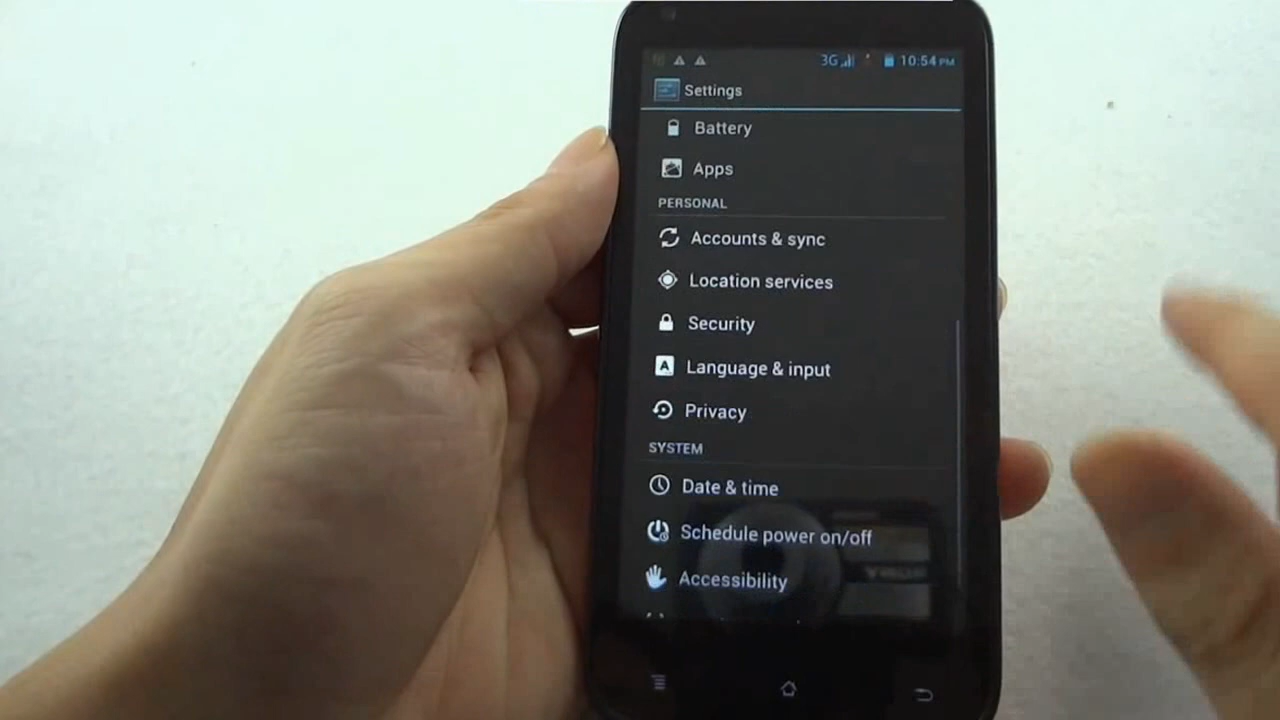 3G 10:54 PM
Settings
Battery
Apps
PERSONAL
Accounts & sync
Location services
Security
Language & input
Privacy
SYSTEM
Date & time
Schedule power on/off
Accessibility